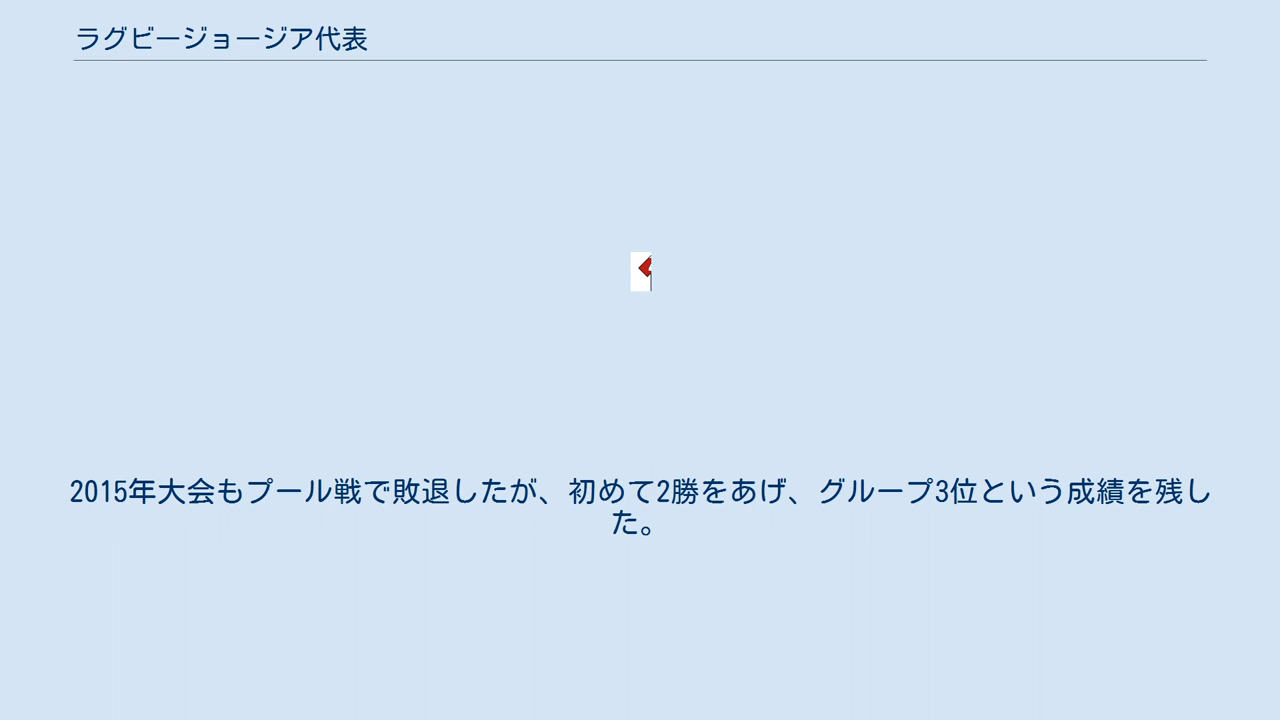 ラグビージョージア代表
2015年大会もプール戦で敗退したが、初めて2勝をあげ、グループ3位という成績を残し
た。